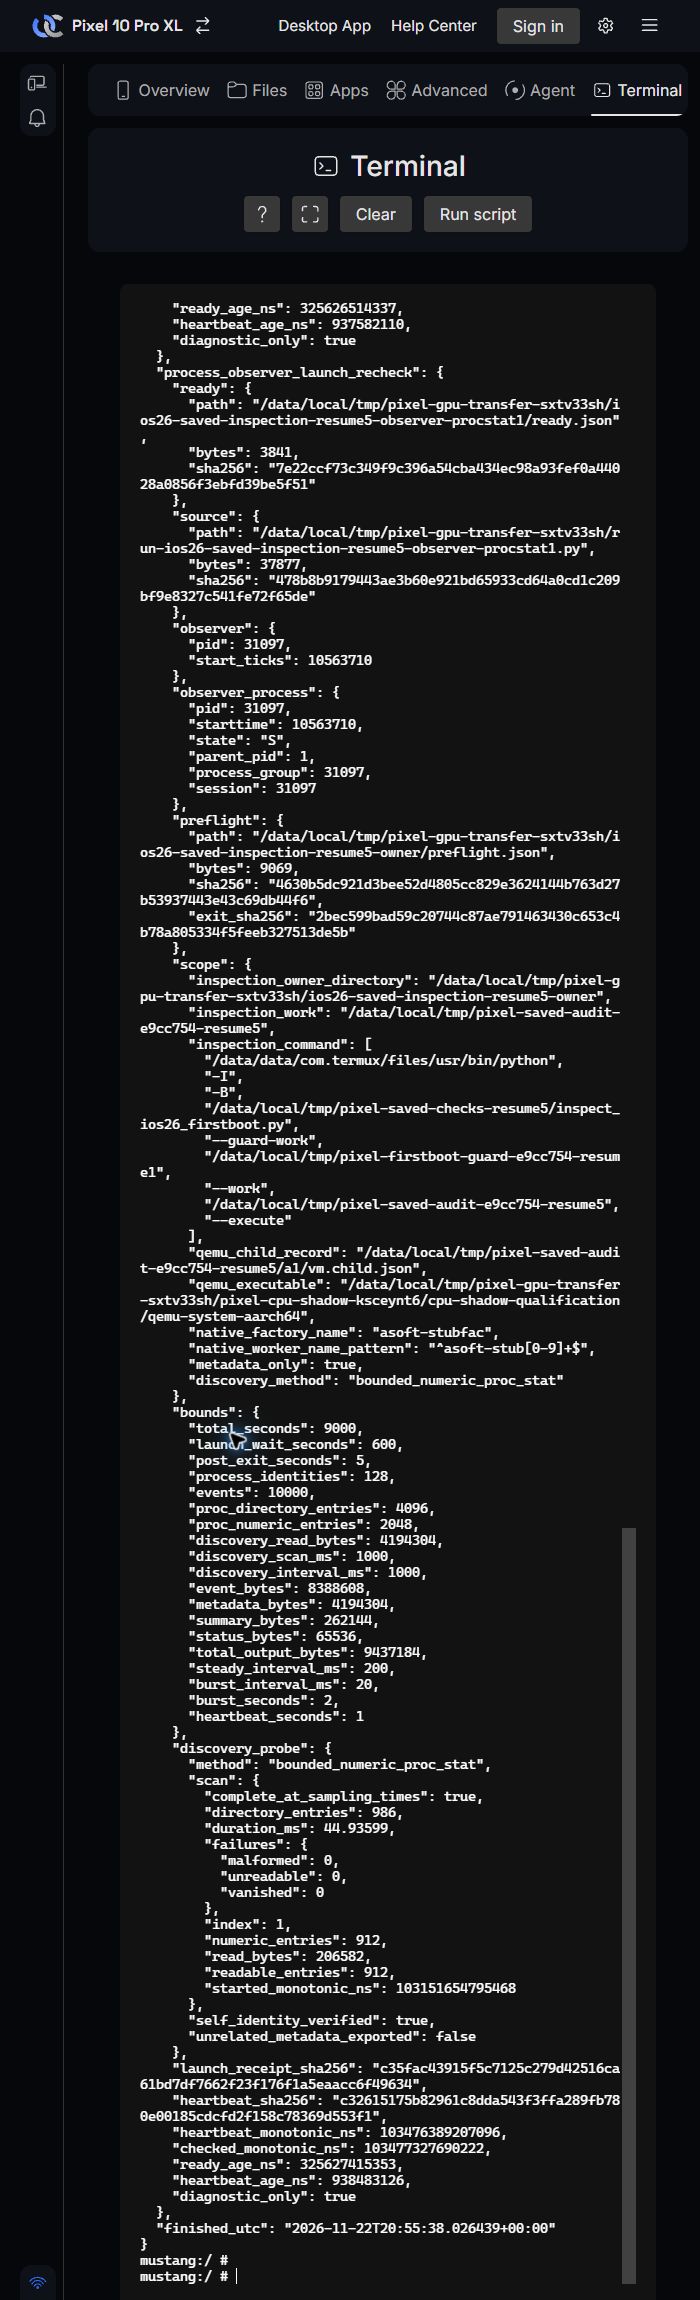 Pixel 10 Pro XL
Desktop App
Help Center
Sign in
Overview
Files
Apps
Advanced
Agent
Terminal
Terminal
?
Clear
Run script
"ready_age_ns": 325626514337,
"heartbeat_age_ns": 937582110,
"diagnostic_only": true
},
"process_observer_launch_recheck": {
"ready": {
"path": "/data/local/tmp/pixel-gpu-transfer-sxtv33sh/i
os26-saved-inspection-resume5-observer-procstat1/ready.json"
,
"bytes": 3841,
"sha256": "7e22ccf73c349f9c396a54cba434ec98a93fef0a440
28a0856f3ebfd39be5f51"
},
"source": {
"path": "/data/local/tmp/pixel-gpu-transfer-sxtv33sh/r
un-ios26-saved-inspection-resume5-observer-procstat1.py",
"bytes": 37877,
"sha256": "478b8b9179443ae3b60e921bd65933cd64a0cd1c209
bf9e8327c541fe72f65de"
},
"observer": {
"pid": 31097,
"start_ticks": 10563710
},
"observer_process": {
"pid": 31097,
"starttime": 10563710,
"state": "S",
"parent_pid": 1,
"process_group": 31097,
"session": 31097
},
"preflight": {
"path": "/data/local/tmp/pixel-gpu-transfer-sxtv33sh/i
os26-saved-inspection-resume5-owner/preflight.json",
"bytes": 9069,
"sha256": "4630b5dc921d3bee52d4805cc829e3624144b763d27
b53937443e43c69db44f6",
"exit_sha256": "2bec599bad59c20744c87ae791463430c653c4
b78a805334f5feeb327513de5b"
},
"scope": {
"inspection_owner_directory": "/data/local/tmp/pixel-g
pu-transfer-sxtv33sh/ios26-saved-inspection-resume5-owner",
"inspection_work": "/data/local/tmp/pixel-saved-audit-
e9cc754-resume5",
"inspection_command": [
"/data/data/com.termux/files/usr/bin/python",
"-I",
"-B",
"/data/local/tmp/pixel-saved-checks-resume5/inspect_
ios26_firstboot.py",
"--guard-work",
"/data/local/tmp/pixel-firstboot-guard-e9cc754-resum
e1",
"--work",
"/data/local/tmp/pixel-saved-audit-e9cc754-resume5",
"--execute"
],
"qemu_child_record": "/data/local/tmp/pixel-saved-audi
t-e9cc754-resume5/a1/vm.child.json",
"qemu_executable": "/data/local/tmp/pixel-gpu-transfer
-sxtv33sh/pixel-cpu-shadow-ksceynt6/cpu-shadow-qualification
/qemu-system-aarch64",
"native_factory_name": "asoft-stubfac",
"native_worker_name_pattern": "^asoft-stub[0-9]+$",
"metadata_only": true,
"discovery_method": "bounded_numeric_proc_stat"
},
"bounds": {
"total_seconds": 9000,
"launch_wait_seconds": 600,
"post_exit_seconds": 5,
"process_identities": 128,
"events": 10000,
"proc_directory_entries": 4096,
"proc_numeric_entries": 2048,
"discovery_read_bytes": 4194304,
"discovery_scan_ms": 1000,
"discovery_interval_ms": 1000,
"event_bytes": 8388608,
"metadata_bytes": 4194304,
"summary_bytes": 262144,
"status_bytes": 65536,
"total_output_bytes": 9437184,
"steady_interval_ms": 200,
"burst_interval_ms": 20,
"burst_seconds": 2,
"heartbeat_seconds": 1
},
"discovery_probe": {
"method": "bounded_numeric_proc_stat",
"scan": {
"complete_at_sampling_times": true,
"directory_entries": 986,
"duration_ms": 44.93599,
"failures": {
"malformed": 0,
"unreadable": 0,
"vanished": 0
},
"index": 1,
"numeric_entries": 912,
"read_bytes": 206582,
"readable_entries": 912,
"started_monotonic_ns": 103151654795468
},
"self_identity_verified": true,
"unrelated_metadata_exported": false
},
"launch_receipt_sha256": "c35fac43915f5c7125c279d42516ca
61bd7df7662f23f176f1a5eaacc6f49634",
"heartbeat_sha256": "c32615175b82961c8dda543f3ffa289fb78
0e00185cdcfd2f158c78369d553f1",
"heartbeat_monotonic_ns": 103476389207096,
"checked_monotonic_ns": 103477327690222,
"ready_age_ns": 325627415353,
"heartbeat_age_ns": 938483126,
"diagnostic_only": true
},
"finished_utc": "2026-11-22T20:55:38.026439+00:00"
}
mustang:/ #
mustang:/ #